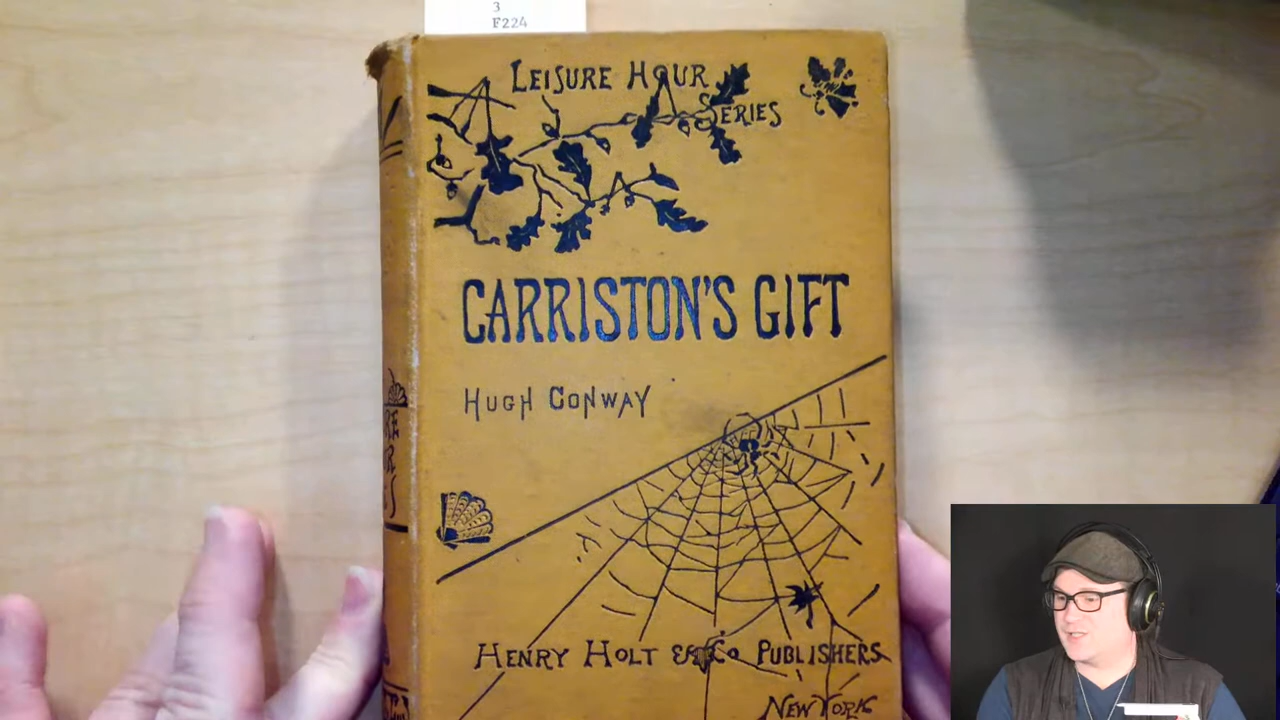 3
F224
LEISURE HOUR
SERIES
CARRISTON'S GIFT
HUGH CONWAY
HENRY HOLT & Co PUBLISHERS
NEW YORK